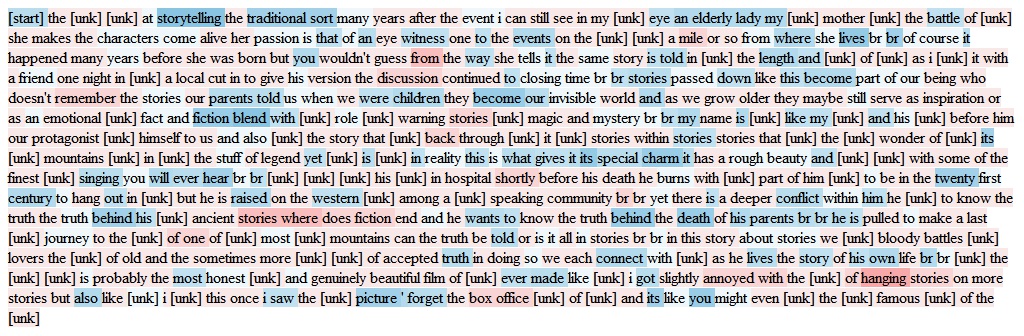 [start] the [unk] [unk] at storytelling the traditional sort many years after the event i can still see in my [unk] eye an elderly lady my [unk] mother [unk] the battle of [unk]
she makes the characters come alive her passion is that of an eye witness one to the events on the [unk] [unk] a mile or so from where she lives br br of course it
happened many years before she was born but you wouldn't guess from the way she tells it the same story is told in [unk] the length and [unk] of [unk] as i [unk] it with
a friend one night in [unk] a local cut in to give his version the discussion continued to closing time br br stories passed down like this become part of our being who
doesn't remember the stories our parents told us when we were children they become our invisible world and as we grow older they maybe still serve as inspiration or
as an emotional [unk] fact and fiction blend with [unk] role [unk] warning stories [unk] magic and mystery br br my name is [unk] like my [unk] and his [unk] before him
our protagonist [unk] himself to us and also [unk] the story that [unk] back through [unk] it [unk] stories within stories stories that [unk] the [unk] wonder of [unk] its
[unk] mountains [unk] in [unk] the stuff of legend yet [unk] is [unk] in reality this is what gives it its special charm it has a rough beauty and [unk] [unk] with some of the
finest [unk] singing you will ever hear br br [unk] [unk] [unk] his [unk] in hospital shortly before his death he burns with [unk] part of him [unk] to be in the twenty first
century to hang out in [unk] but he is raised on the western [unk] among a [unk] speaking community br br yet there is a deeper conflict within him he [unk] to know the
truth the truth behind his [unk] ancient stories where does fiction end and he wants to know the truth behind the death of his parents br br he is pulled to make a last
[unk] journey to the [unk] of one of [unk] most [unk] mountains can the truth be told or is it all in stories br br in this story about stories we [unk] bloody battles [unk]
lovers the [unk] of old and the sometimes more [unk] [unk] of accepted truth in doing so we each connect with [unk] as he lives the story of his own life br br [unk] the
[unk] [unk] is probably the most honest [unk] and genuinely beautiful film of [unk] ever made like [unk] i got slightly annoyed with the [unk] of hanging stories on more
stories but also like [unk] i [unk] this once i saw the [unk] picture ' forget the box office [unk] of [unk] and its like you might even [unk] the [unk] famous [unk] of the
[unk]